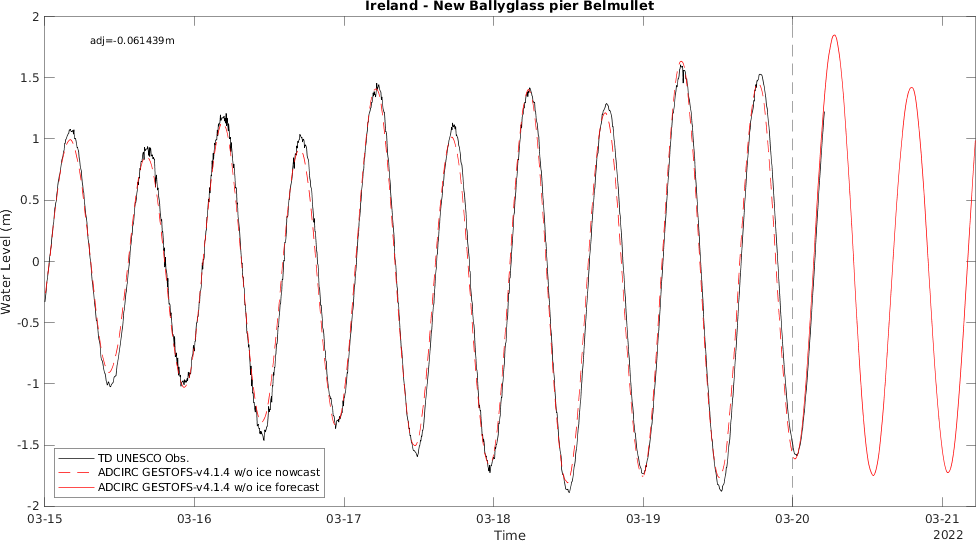 Ireland - New Ballyglass pier Belmullet
adj=-0.061439m
2
1.5
1
0.5
0
-0.5
-1
-1.5
-2
Water Level (m)
TD UNESCO Obs.
ADCIRC GESTOFS-v4.1.4 w/o ice nowcast
ADCIRC GESTOFS-v4.1.4 w/o ice forecast
03-15 03-16 03-17 03-18 03-19 03-20 03-21
Time
2022